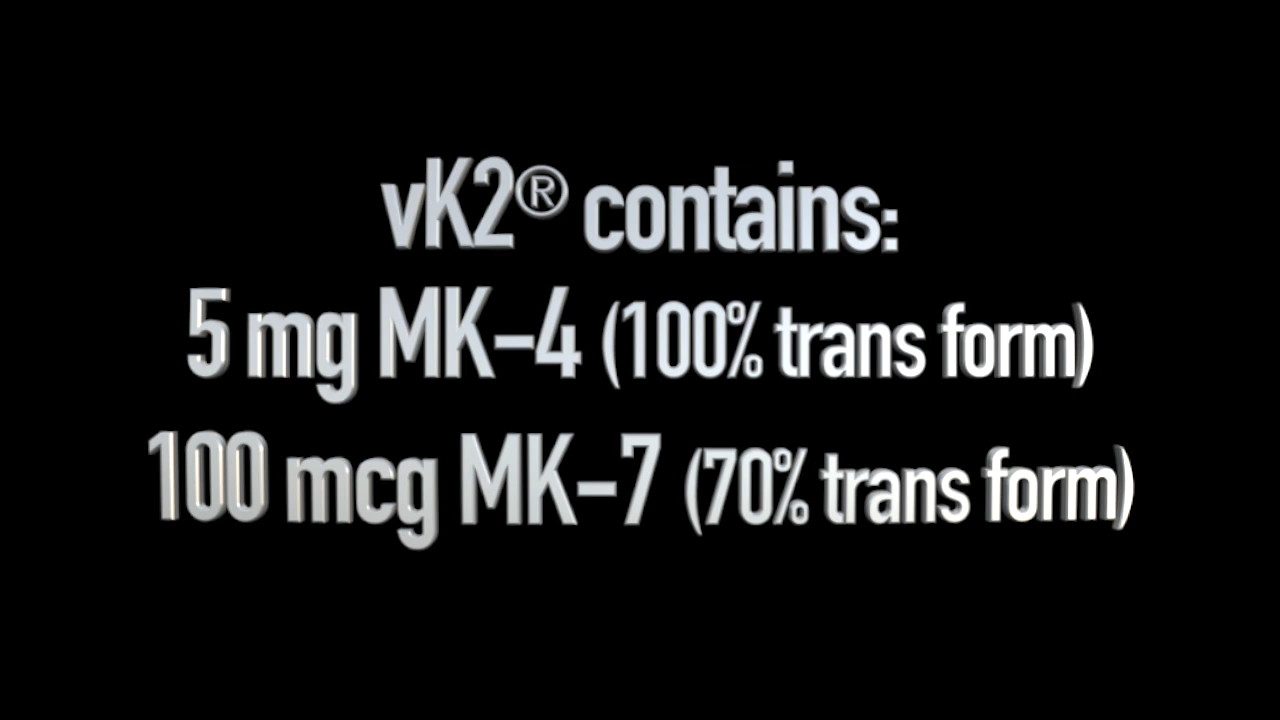 vK2® contains:
5 mg MK-4 (100% trans form)
100 mcg MK-7 (70% trans form)